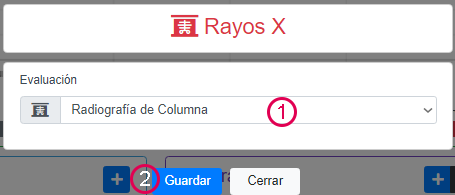 Rayos X
Evaluación
Radiografía de Columna 1
2 Guardar Cerrar